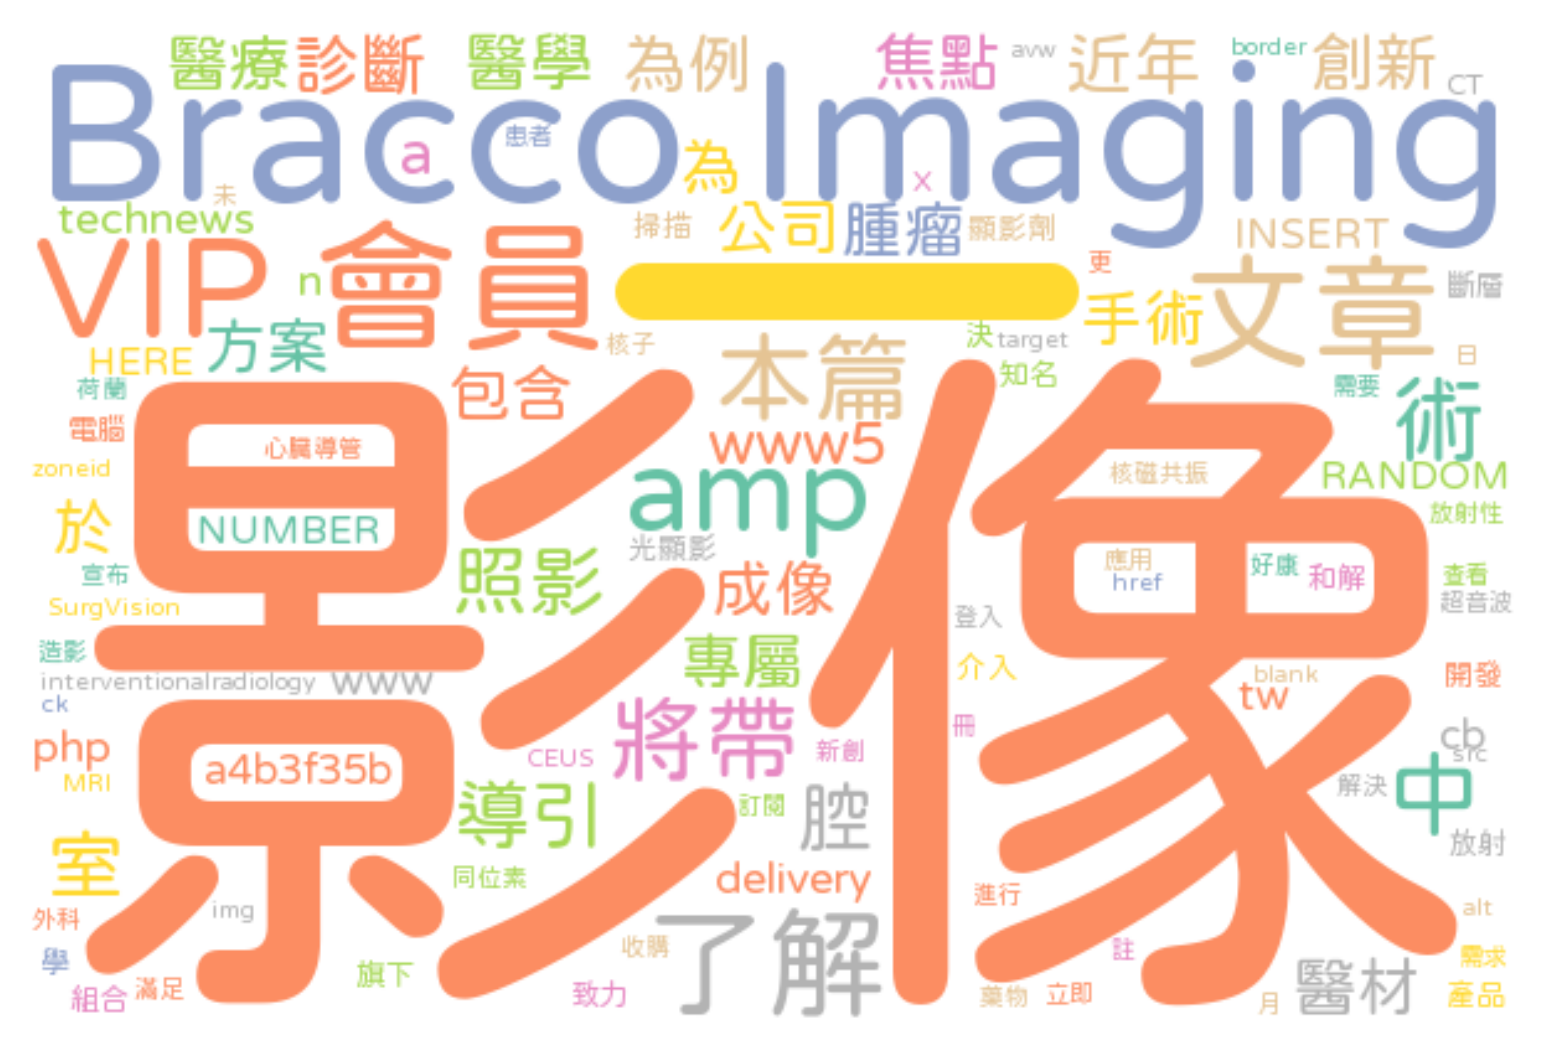 醫療 診斷 醫學 為例 焦點 avw 近年 border 創新 CT
Bracco Imaging
a 患者 為 x
未
technews 掃描 公司 腫瘤 顯影劑 INSERT
VIP 會員 n 一 更 文章 斷層
HERE 方案 核子 本篇 決 target 手術 日
荷蘭 包含 知名 需要 術
電腦 心臟導管 www5 核磁共振 RANDOM
zoneid amp 放射性
於 NUMBER 照影 光顯影 成像 應用 href 好康 和解 查看
宣布 超音波
SurgVision 登入
造影 專屬 介入 開發
interventionalradiology www blank tw
ck 將帶 冊 cb
php CEUS 新創 src
MRI a4b3f35b 導引 訂閱 腔 解決 中
影像
室 同位素 delivery 進行 放射
外科 img 收購 了解 alt
學 旗下 註 需求
組合 滿足 致力 藥物 立即 月 醫材 產品